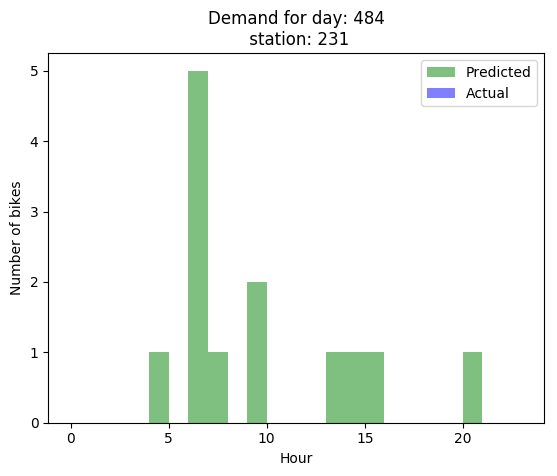 Demand for day: 484
station: 231
Predicted
Actual
Number of bikes
5
4
3
2
1
0
0
5
10
15
20
Hour